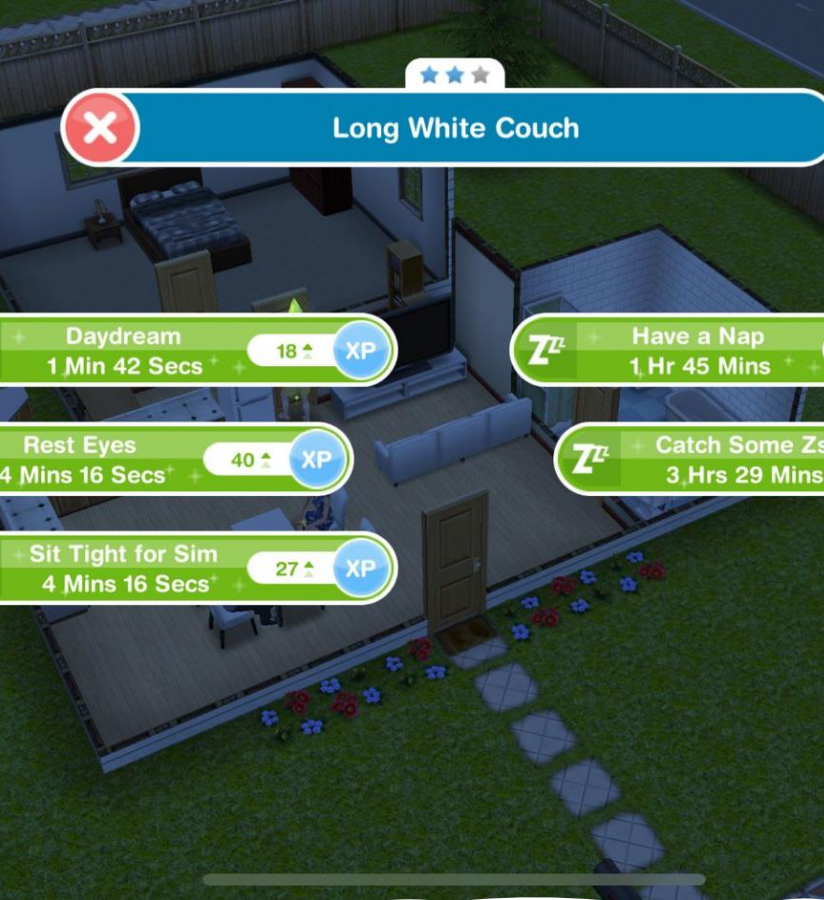 Long White Couch
Daydream
1 Min 42 Secs
18
XP
Have a Nap
1 Hr 45 Mins
Rest Eyes
4 Mins 16 Secs
40
XP
Catch Some Zs
3 Hrs 29 Mins
Sit Tight for Sim
4 Mins 16 Secs
27
XP